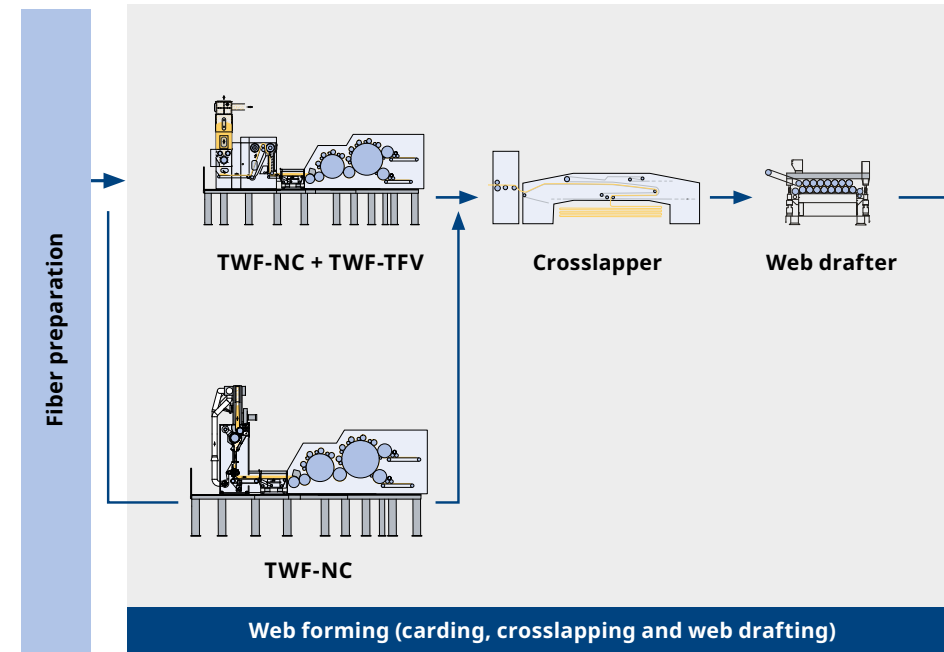 Fiber preparation
TWF-NC + TWF-TFV
Crosslapper
Web drafter
TWF-NC
Web forming (carding, crosslapping and web drafting)